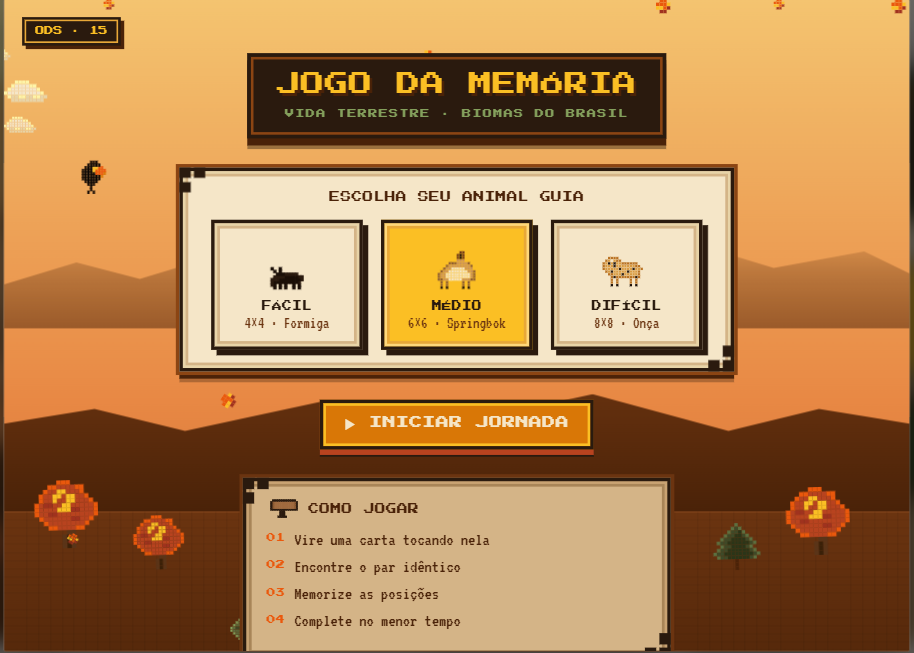 ODS · 15
JOGO DA MEMóRIA
VIDA TERRESTRE · BIOMAS DO BRASIL
ESCOLHA SEU ANIMAL GUIA
FáCIL
4X4 · Formiga
MéDIO
6X6 · Springbok
DIFíCIL
8X8 · Onça
▶ INICIAR JORNADA
COMO JOGAR
01 Vire uma carta tocando nela
02 Encontre o par idêntico
03 Memorize as posições
04 Complete no menor tempo